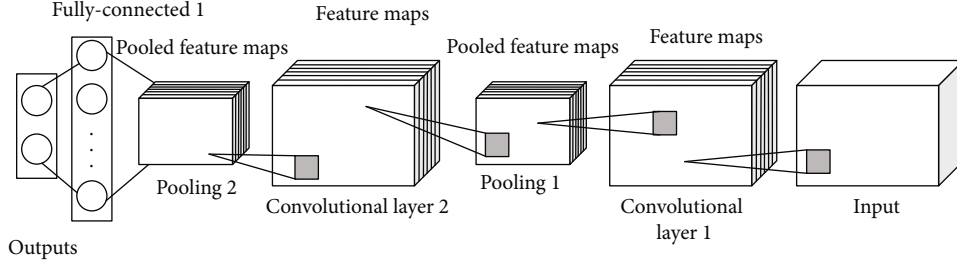 Fully-connected 1
Feature maps
Pooled feature maps
Pooled feature maps
Feature maps
Pooling 2
Convolutional layer 2
Pooling 1
Convolutional
layer 1
Input
Outputs